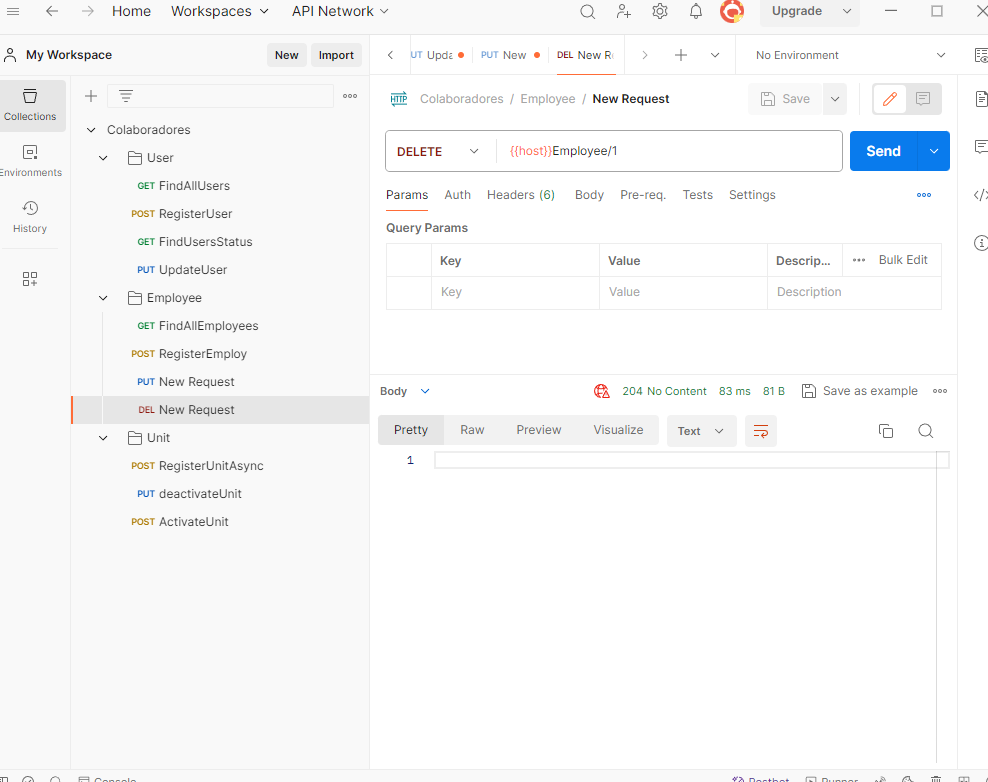 Home Workspaces API Network Upgrade
My Workspace New Import
Upda PUT New DEL New R No Environment
Collections
Environments
History
Colaboradores
User
GET FindAllUsers
POST RegisterUser
GET FindUsersStatus
PUT UpdateUser
Employee
GET FindAllEmployees
POST RegisterEmploy
PUT New Request
DEL New Request
Unit
POST RegisterUnitAsync
PUT deactivateUnit
POST ActivateUnit
HTTP Colaboradores / Employee / New Request Save
DELETE {{host}}Employee/1 Send
Params Auth Headers (6) Body Pre-req. Tests Settings
Query Params
Key Value Descrip... Bulk Edit
Key Value Description
Body 204 No Content 83 ms 81 B Save as example
Pretty Raw Preview Visualize Text
1
Console Postbot Runner